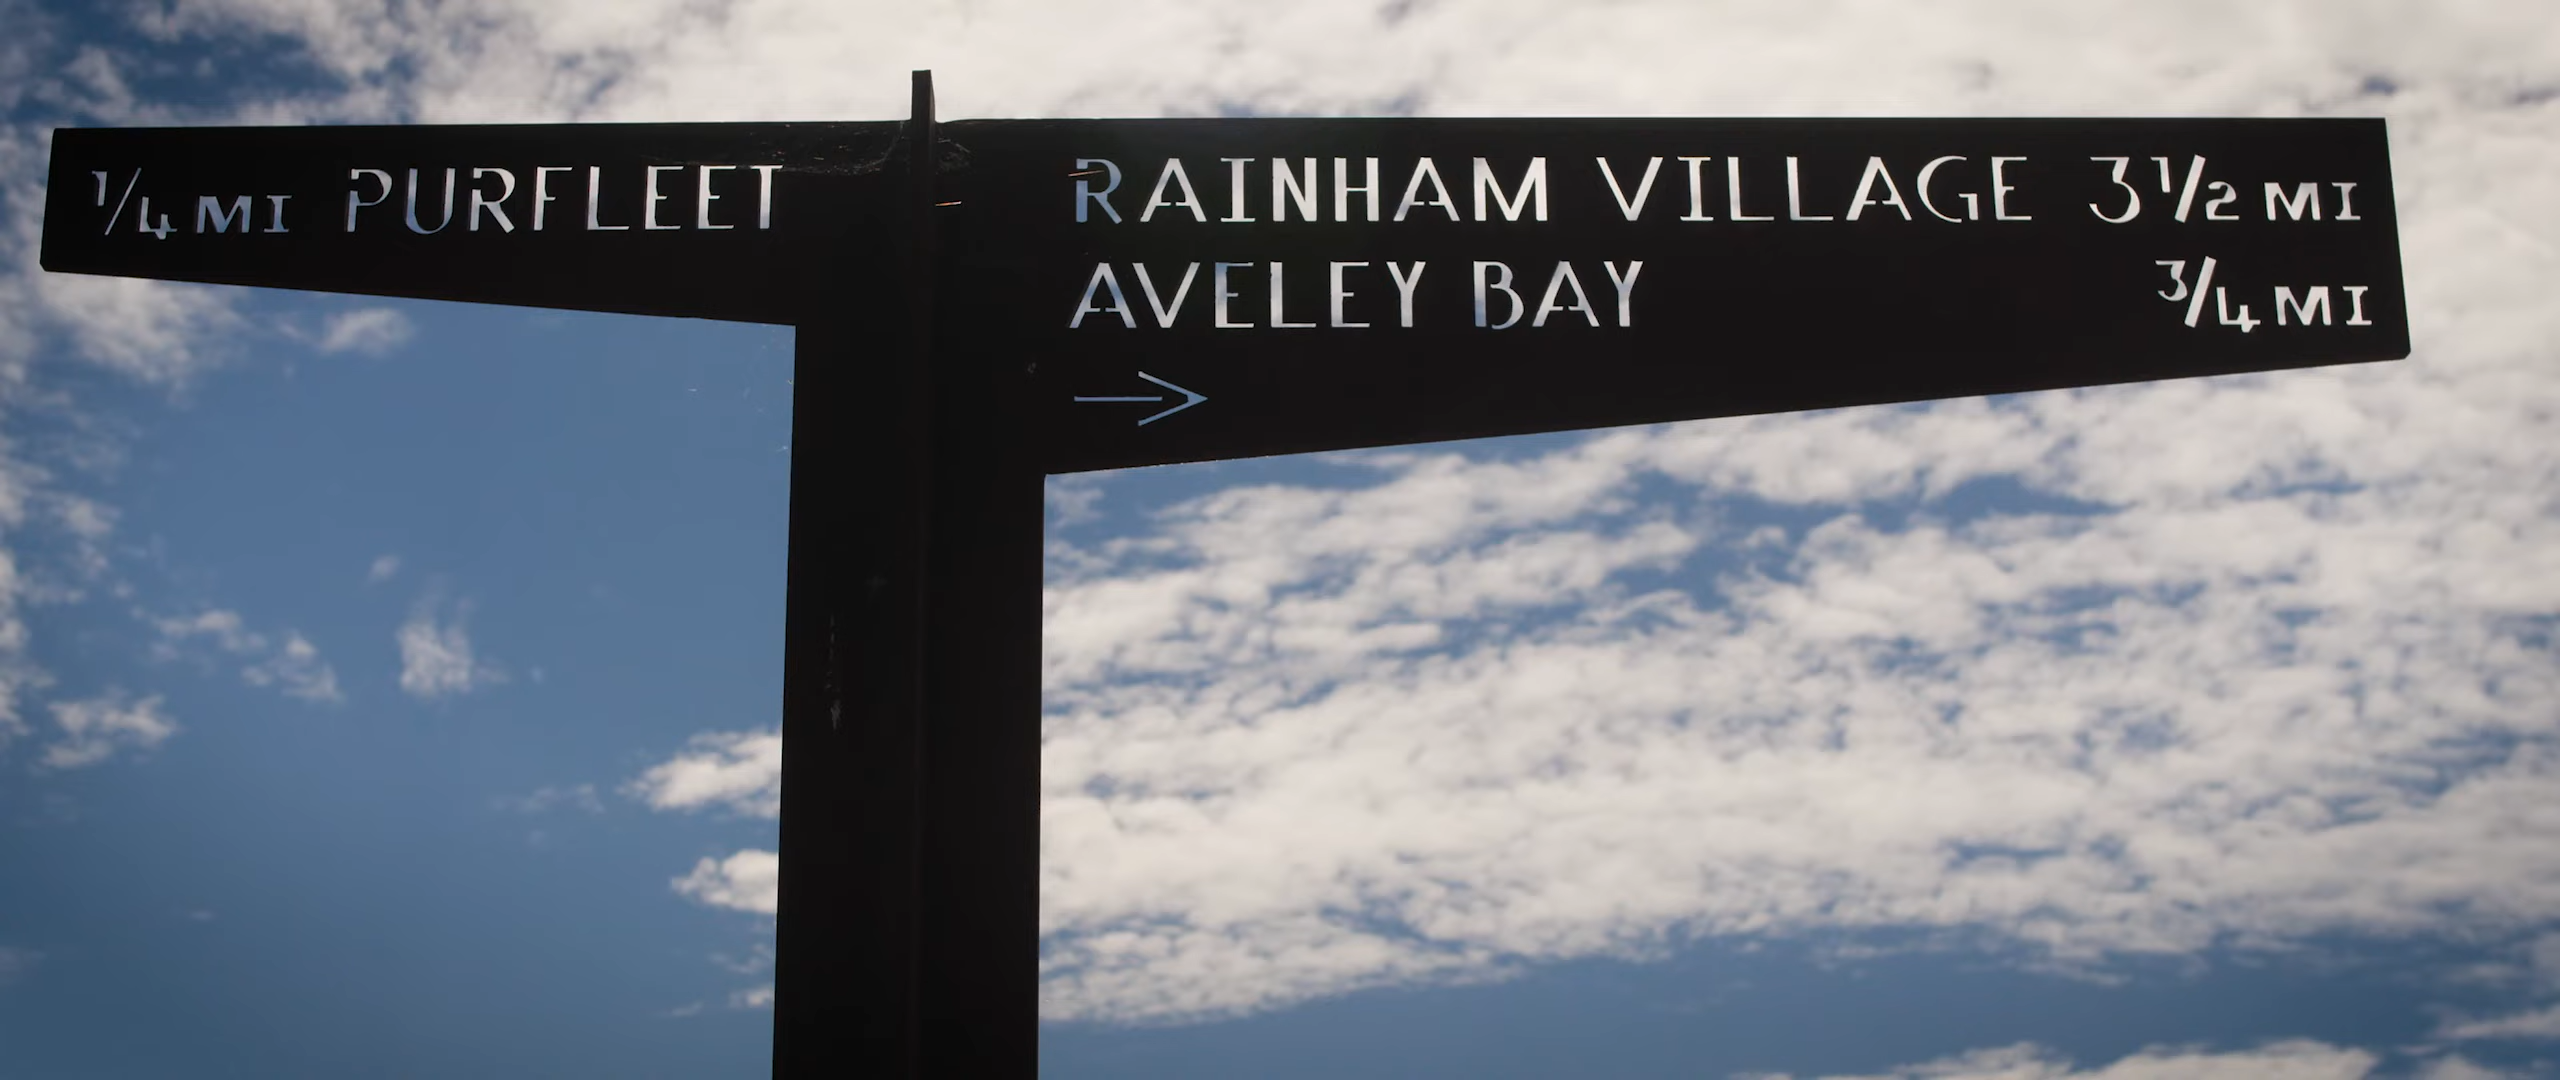 1/4 MI PURFLEET
RAINHAM VILLAGE 3 1/2 MI
AVELEY BAY 3/4 MI